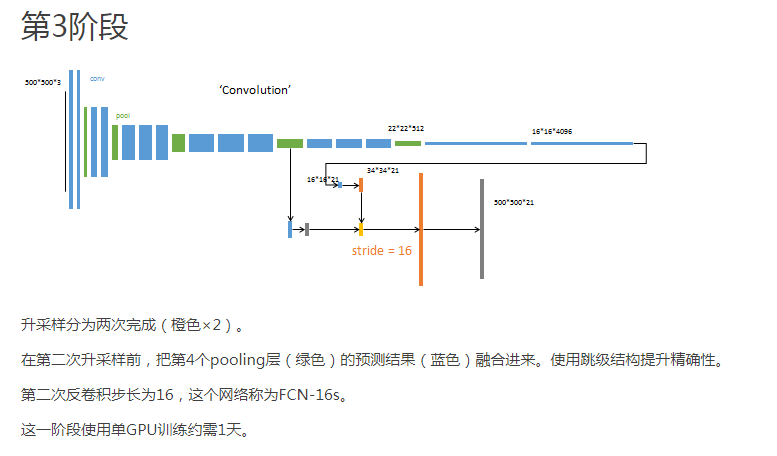 第3阶段
500*500*3
conv
pool
‘Convolution’
22*22*512
16*16*4096
16*16*21
34*34*21
500*500*21
stride = 16
升采样分为两次完成（橙色×2）。
在第二次升采样前，把第4个pooling层（绿色）的预测结果（蓝色）融合进来。使用跳级结构提升精确性。
第二次反卷积步长为16，这个网络称为FCN-16s。
这一阶段使用单GPU训练约需1天。